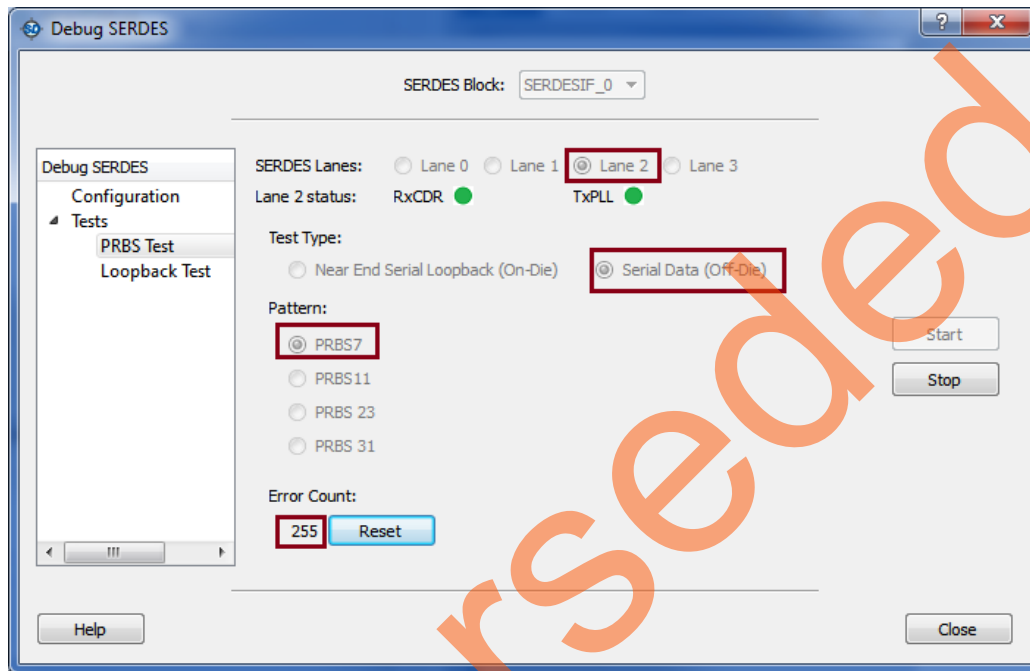 Debug SERDES
SERDES Block: SERDESIF_0
Debug SERDES
Configuration
Tests
PRBS Test
Loopback Test
SERDES Lanes: Lane 0 Lane 1 Lane 2 Lane 3
Lane 2 status: RxCDR TxPLL
Test Type:
Near End Serial Loopback (On-Die) Serial Data (Off-Die)
Pattern:
PRBS7
PRBS11
PRBS 23
PRBS 31
Start
Stop
Error Count:
255 Reset
Help Close
rseded